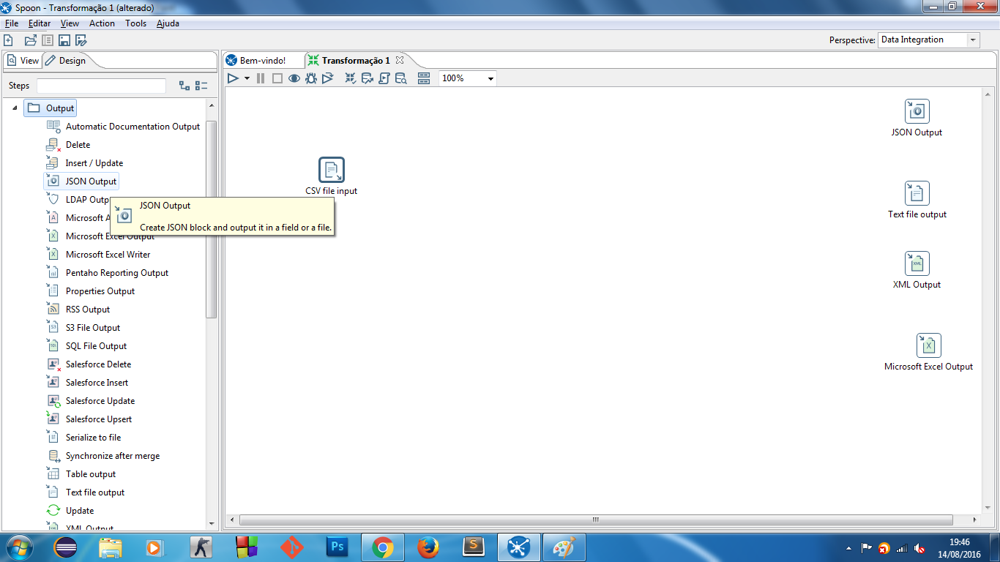 Spoon - Transformação 1 (alterado)
File Editar View Action Tools Ajuda
Perspective: Data Integration
View Design
Bem-vindo! Transformação 1
100%
Steps
Output
Automatic Documentation Output
Delete
Insert / Update
JSON Output
LDAP Outp
Microsoft A
Microsoft Excel Output
Microsoft Excel Writer
Pentaho Reporting Output
Properties Output
RSS Output
S3 File Output
SQL File Output
Salesforce Delete
Salesforce Insert
Salesforce Update
Salesforce Upsert
Serialize to file
Synchronize after merge
Table output
Text file output
Update
XML Output
JSON Output
Create JSON block and output it in a field or a file.
CSV file input
JSON Output
Text file output
XML
XML Output
X
Microsoft Excel Output
Ps
S
19:46
14/08/2016